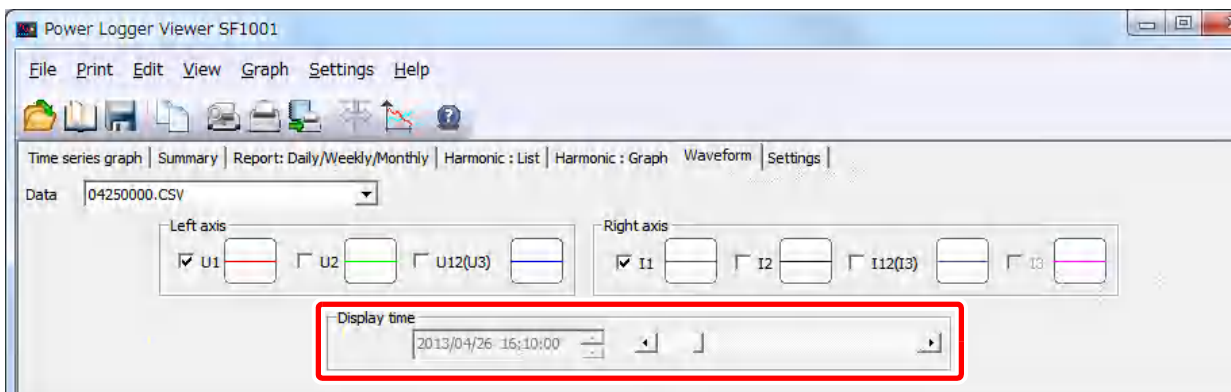 Power Logger Viewer SF1001
File Print Edit View Graph Settings Help
Time series graph Summary Report: Daily/Weekly/Monthly Harmonic : List Harmonic : Graph Waveform Settings
Data 04250000.CSV
Left axis Right axis
U1 U2 U12(U3) I1 I2 I12(I3) I3
Display time
2013/04/26 16:10:00